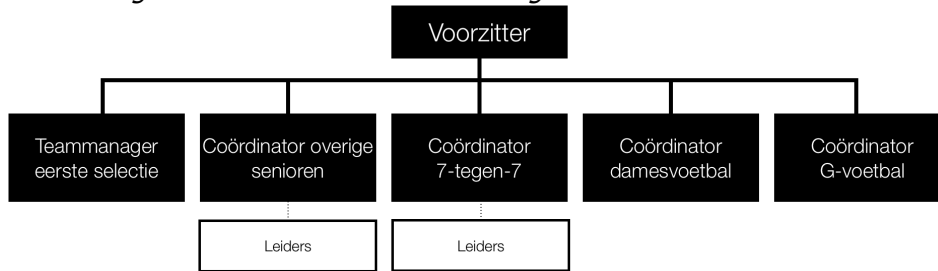 Voorzitter
Teammanager
eerste selectie
Coördinator overige
senioren
Coördinator
7-tegen-7
Coördinator
damesvoetbal
Coördinator
G-voetbal
Leiders
Leiders